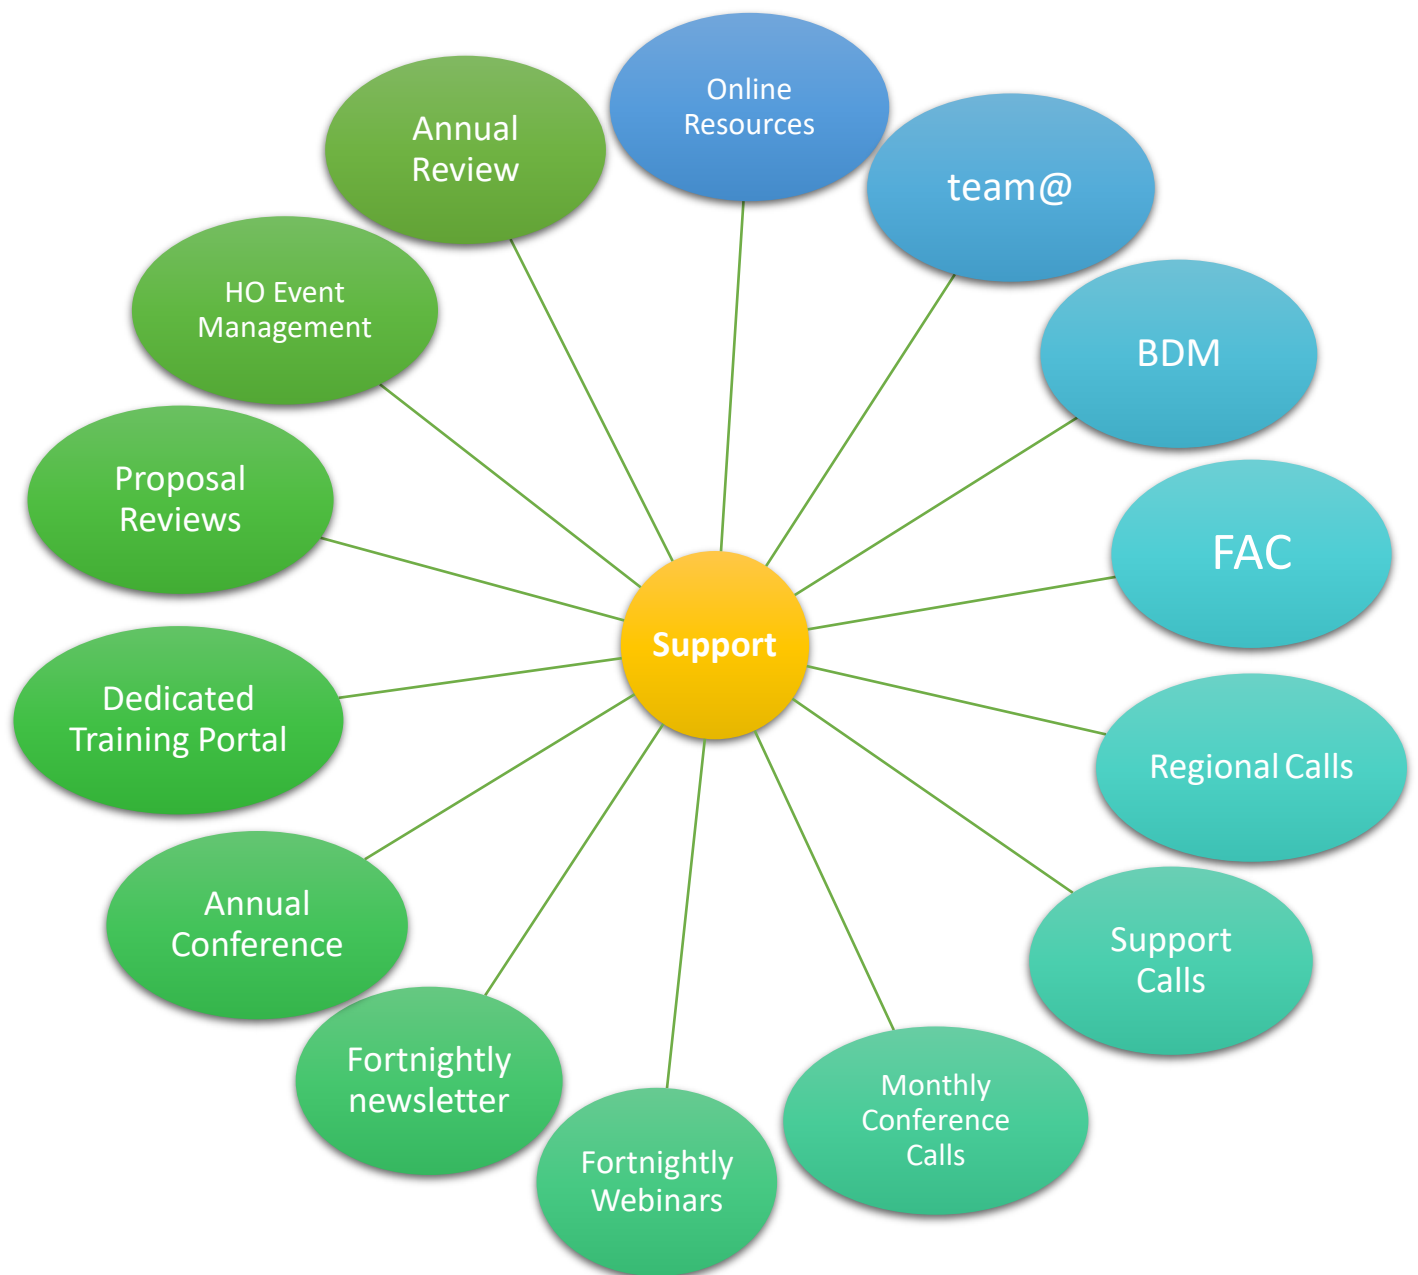 Online
Resources
team@
BDM
FAC
Regional Calls
Support
Calls
Monthly
Conference
Calls
Fortnightly
Webinars
Fortnightly
newsletter
Annual
Conference
Dedicated
Training Portal
Proposal
Reviews
HO Event
Management
Annual
Review
Support